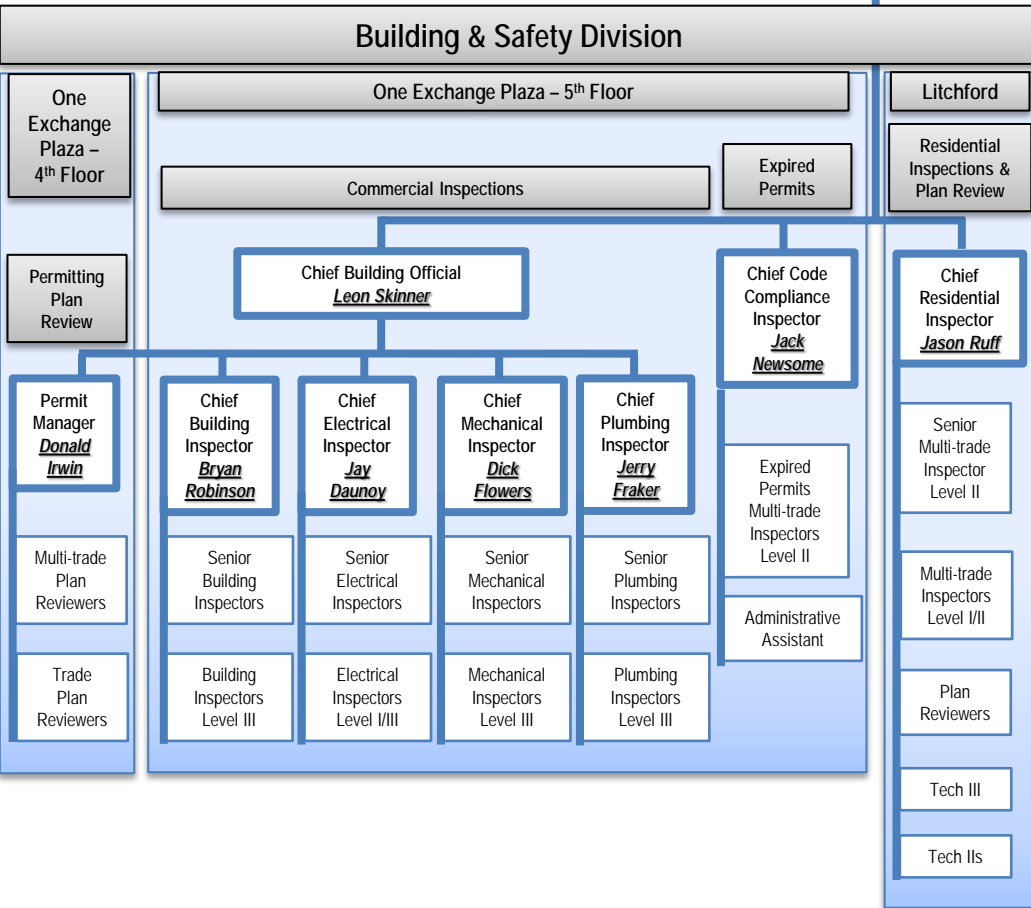 Building & Safety Division
One
Exchange
Plaza –
4th Floor
One Exchange Plaza – 5th Floor
Litchford
Commercial Inspections
Expired
Permits
Residential
Inspections &
Plan Review
Permitting
Plan
Review
Chief Building Official
Leon Skinner
Chief Code
Compliance
Inspector
Jack
Newsome
Chief
Residential
Inspector
Jason Ruff
Permit
Manager
Donald
Irwin
Chief
Building
Inspector
Bryan
Robinson
Chief
Electrical
Inspector
Jay
Daunoy
Chief
Mechanical
Inspector
Dick
Flowers
Chief
Plumbing
Inspector
Jerry
Fraker
Multi-trade
Plan
Reviewers
Trade
Plan
Reviewers
Senior
Building
Inspectors
Building
Inspectors
Level III
Senior
Electrical
Inspectors
Electrical
Inspectors
Level I/III
Senior
Mechanical
Inspectors
Mechanical
Inspectors
Level III
Senior
Plumbing
Inspectors
Plumbing
Inspectors
Level III
Expired
Permits
Multi-trade
Inspectors
Level II
Administrative
Assistant
Senior
Multi-trade
Inspector
Level II
Multi-trade
Inspectors
Level I/II
Plan
Reviewers
Tech III
Tech IIs